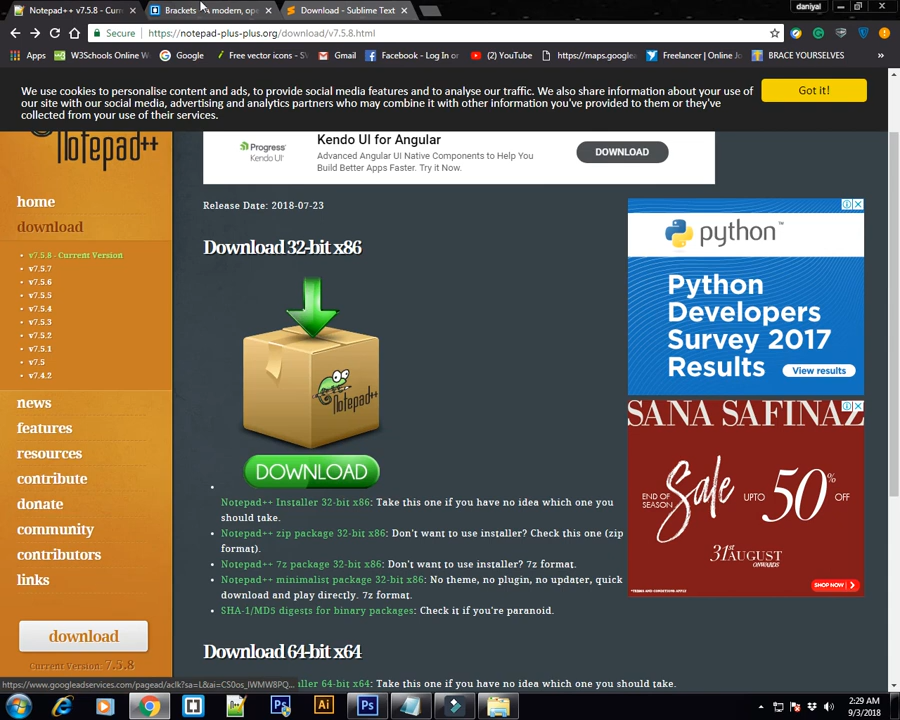 Notepad++ v7.5.8 - Curr
Brackets - A modern, ope
Download - Sublime Text
daniyal
Secure
https://notepad-plus-plus.org/download/v7.5.8.html
Apps
W3Schools Online W
Google
Free vector icons - S
Gmail
Facebook - Log In or
(2) YouTube
https://maps.google
Freelancer | Online
BRACE YOURSELVES
We use cookies to personalise content and ads, to provide social media features and to analyse our traffic. We also share information about your use of
our site with our social media, advertising and analytics partners who may combine it with other information you've provided to them or they've
collected from your use of their services.
Got it!
Notepad++
Progress
Kendo UI
Kendo UI for Angular
Advanced Angular UI Native Components to Help You
Build Better Apps Faster. Try it Now.
DOWNLOAD
home
download
v7.5.8 - Current Version
v7.5.7
v7.5.6
v7.5.5
v7.5.4
v7.5.3
v7.5.2
v7.5.1
v7.5
v7.4.2
news
features
resources
contribute
donate
community
contributors
links
download
Current Version: 7.5.8
Release Date: 2018-07-23
Download 32-bit x86
Notepad++
DOWNLOAD
Notepad++ Installer 32-bit x86: Take this one if you have no idea which one you
should take.
Notepad++ zip package 32-bit x86: Don't want to use installer? Check this one (zip
format).
Notepad++ 7z package 32-bit x86: Don't want to use installer? 7z format.
Notepad++ minimalist package 32-bit x86: No theme, no plugin, no updater, quick
download and play directly. 7z format.
SHA-1/MD5 digests for binary packages: Check it if you're paranoid.
Download 64-bit x64
ller 64-bit x64: Take this one if you have no idea which one you should take.
python
Python
Developers
Survey 2017
Results
View results
SANA SAFINAZ
END OF
SEASON
Sale
UPTO
50%
OFF
31ST AUGUST
ONWARDS
SHOP NOW
https://www.googleadservices.com/pagead/aclk?sa=L&ai=CS0os_IWMW8PQ...
2:29 AM
9/3/2018